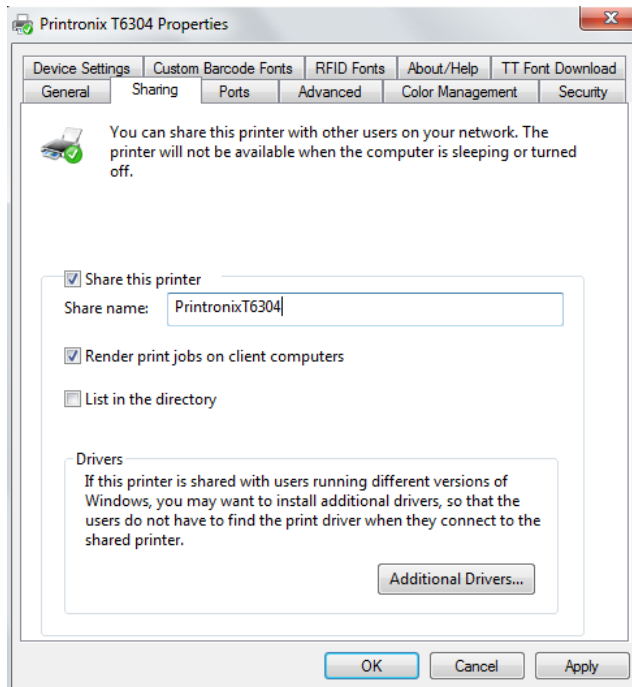 Printronix T6304 Properties
Device Settings Custom Barcode Fonts RFID Fonts About/Help TT Font Download
General Sharing Ports Advanced Color Management Security
You can share this printer with other users on your network. The
printer will not be available when the computer is sleeping or turned
off.
Share this printer
Share name: PrintronixT6304
Render print jobs on client computers
List in the directory
Drivers
If this printer is shared with users running different versions of
Windows, you may want to install additional drivers, so that the
users do not have to find the print driver when they connect to the
shared printer.
Additional Drivers...
OK Cancel Apply